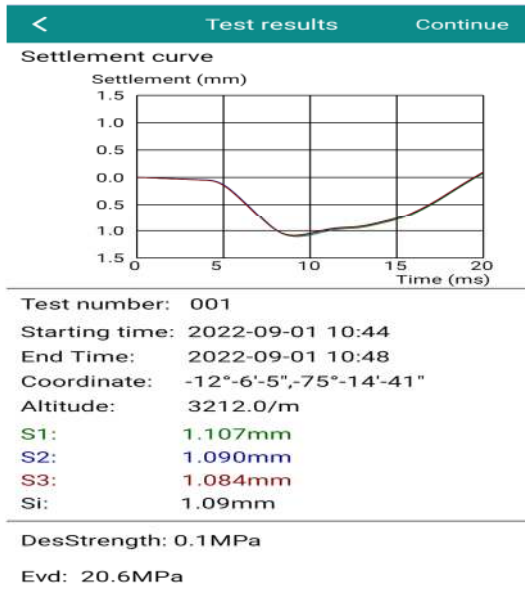 < Test results Continue
Settlement curve
Settlement (mm)
1.5
1.0
0.5
0.0
0.5
1.0
1.5
0 5 10 15 20
Time (ms)
Test number: 001
Starting time: 2022-09-01 10:44
End Time: 2022-09-01 10:48
Coordinate: -12°-6'-5",-75°-14'-41"
Altitude: 3212.0/m
S1: 1.107mm
S2: 1.090mm
S3: 1.084mm
Si: 1.09mm
DesStrength: 0.1MPa
Evd: 20.6MPa